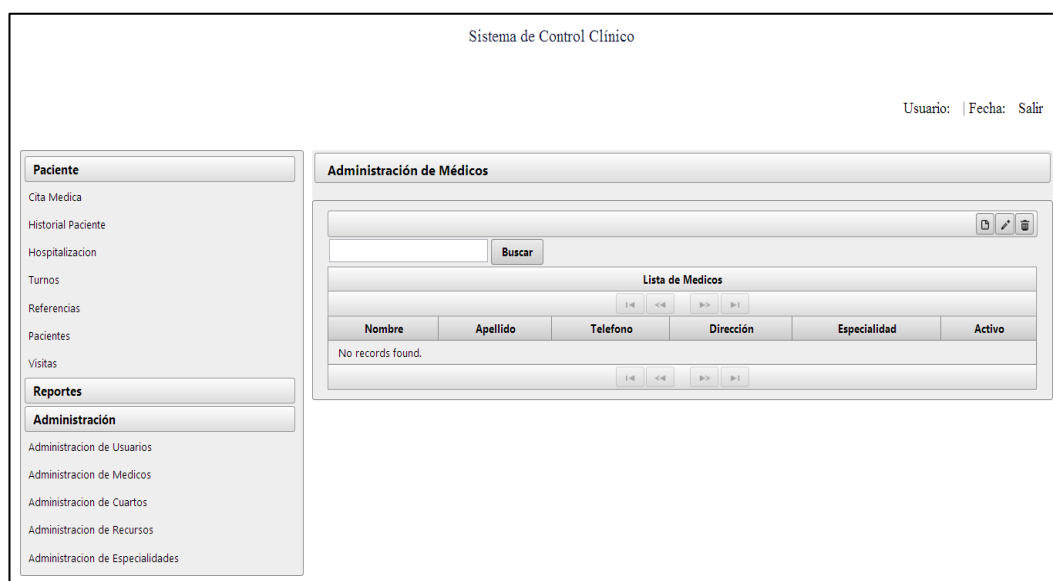 Sistema de Control Clínico
Usuario: | Fecha: Salir
Paciente
Cita Medica
Historial Paciente
Hospitalizacion
Turnos
Referencias
Pacientes
Visitas
Reportes
Administración
Administracion de Usuarios
Administracion de Medicos
Administracion de Cuartos
Administracion de Recursos
Administracion de Especialidades
Administración de Médicos
Buscar
Lista de Medicos
Nombre Apellido Telefono Dirección Especialidad Activo
No records found.